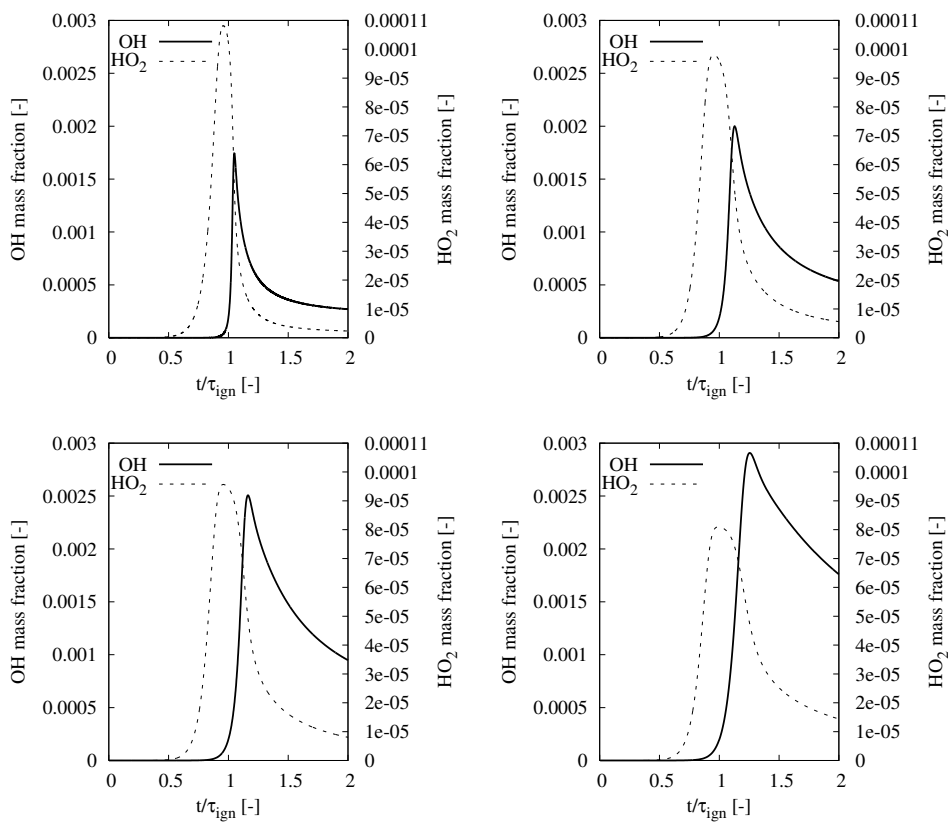 OH mass fraction [-]
0.003
0.0025
0.002
0.0015
0.001
0.0005
0
OH
HO2
0.00011
0.0001
9e-05
8e-05
7e-05
6e-05
5e-05
4e-05
3e-05
2e-05
1e-05
0
HO2 mass fraction [-]
0 0.5 1 1.5 2
t/τign [-]
OH mass fraction [-]
0.003
0.0025
0.002
0.0015
0.001
0.0005
0
OH
HO2
0.00011
0.0001
9e-05
8e-05
7e-05
6e-05
5e-05
4e-05
3e-05
2e-05
1e-05
0
HO2 mass fraction [-]
0 0.5 1 1.5 2
t/τign [-]
OH mass fraction [-]
0.003
0.0025
0.002
0.0015
0.001
0.0005
0
OH
HO2
0.00011
0.0001
9e-05
8e-05
7e-05
6e-05
5e-05
4e-05
3e-05
2e-05
1e-05
0
HO2 mass fraction [-]
0 0.5 1 1.5 2
t/τign [-]
OH mass fraction [-]
0.003
0.0025
0.002
0.0015
0.001
0.0005
0
OH
HO2
0.00011
0.0001
9e-05
8e-05
7e-05
6e-05
5e-05
4e-05
3e-05
2e-05
1e-05
0
HO2 mass fraction [-]
0 0.5 1 1.5 2
t/τign [-]